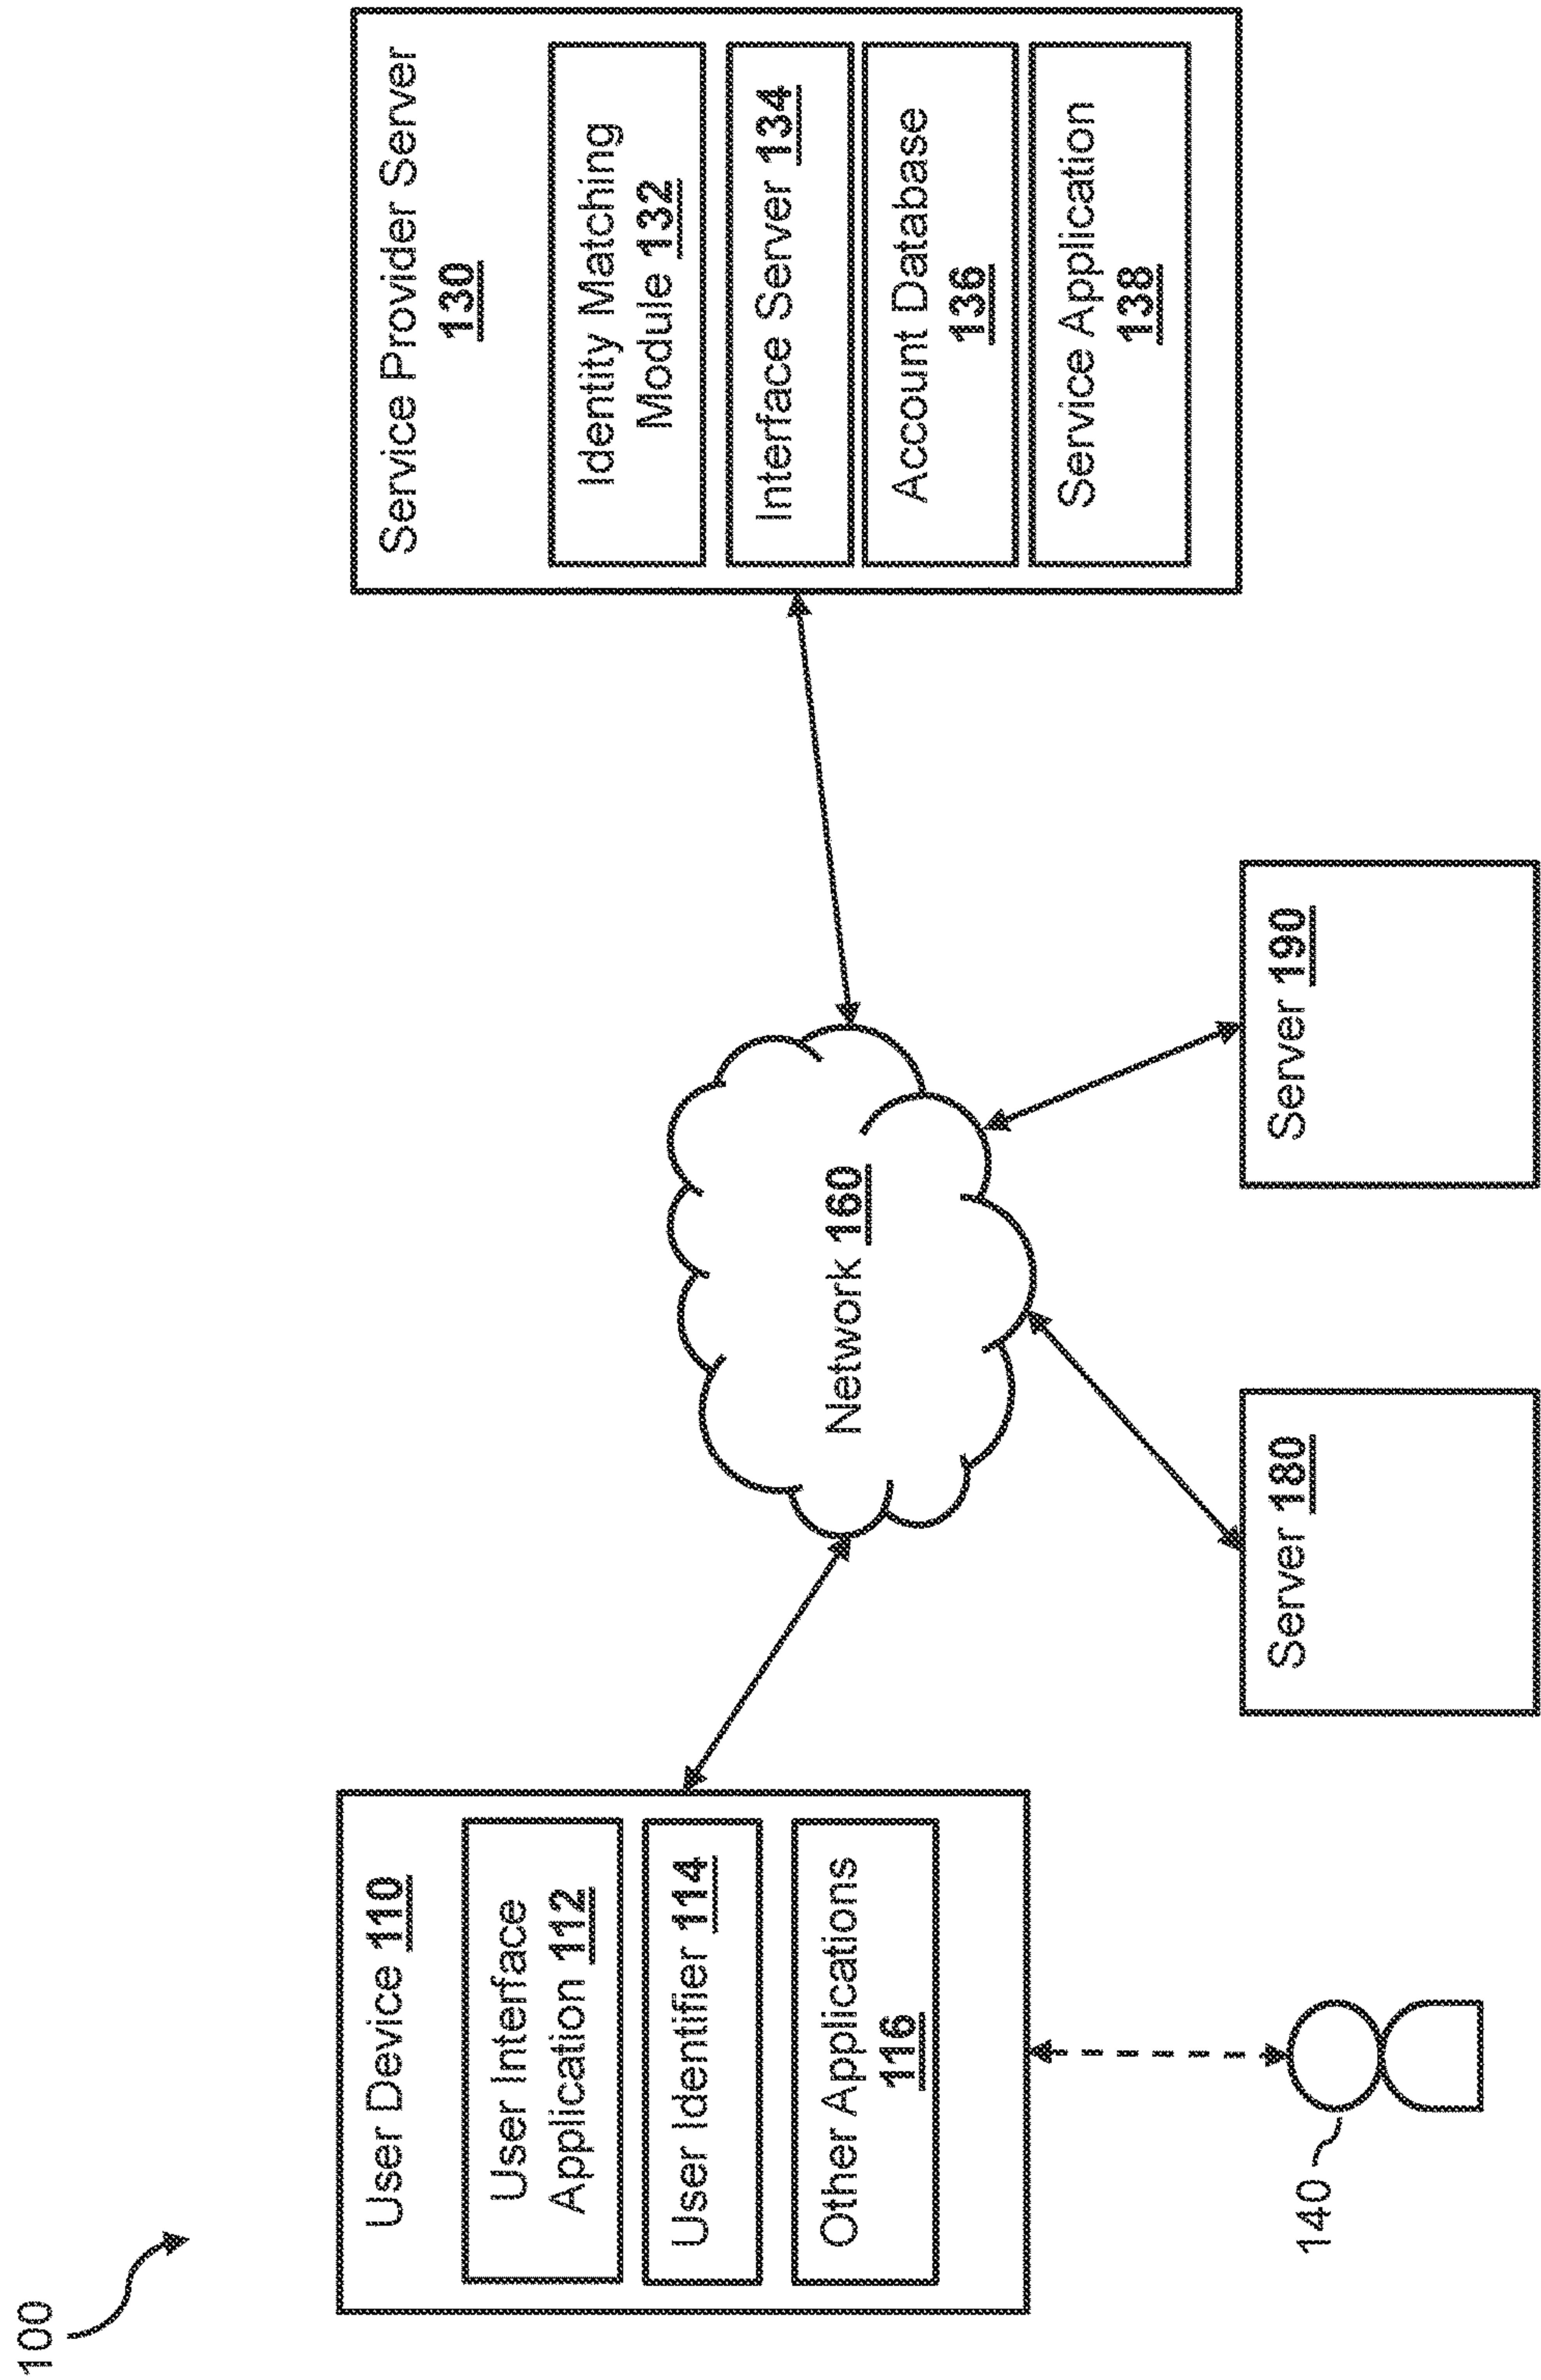 100
User Device 110
User Interface
Application 112
User Identifier 114
Other Applications
116
140
Network 160
Server 180
Server 190
Service Provider Server
130
Identity Matching
Module 132
Interface Server 134
Account Database
136
Service Application
138